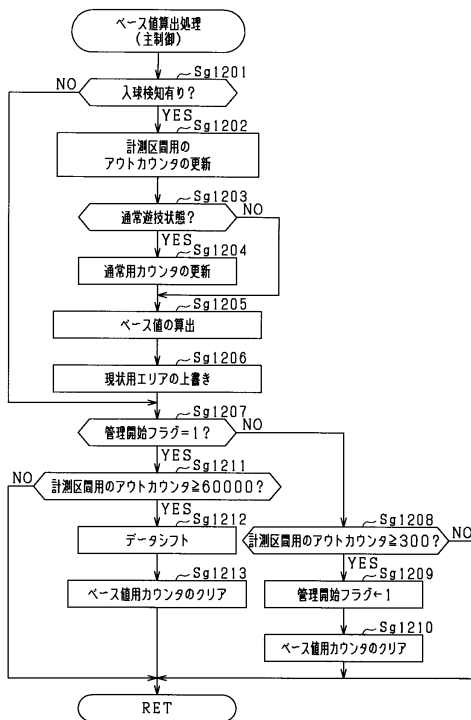 ベース値算出処理
(主制御)
Sg1201
NO
入球検知有り?
YES
Sg1202
計測区間用の
アウトカウンタの更新
Sg1203
通常遊技状態?
NO
YES
Sg1204
通常用カウンタの更新
Sg1205
ベース値の算出
Sg1206
現状用エリアの上書き
Sg1207
管理開始フラグ=1?
NO
YES
Sg1211
NO
計測区間用のアウトカウンタ≧60000?
YES
Sg1212
データシフト
Sg1208
計測区間用のアウトカウンタ≧300?
NO
YES
Sg1213
ベース値用カウンタのクリア
Sg1209
管理開始フラグ←1
Sg1210
ベース値用カウンタのクリア
RET